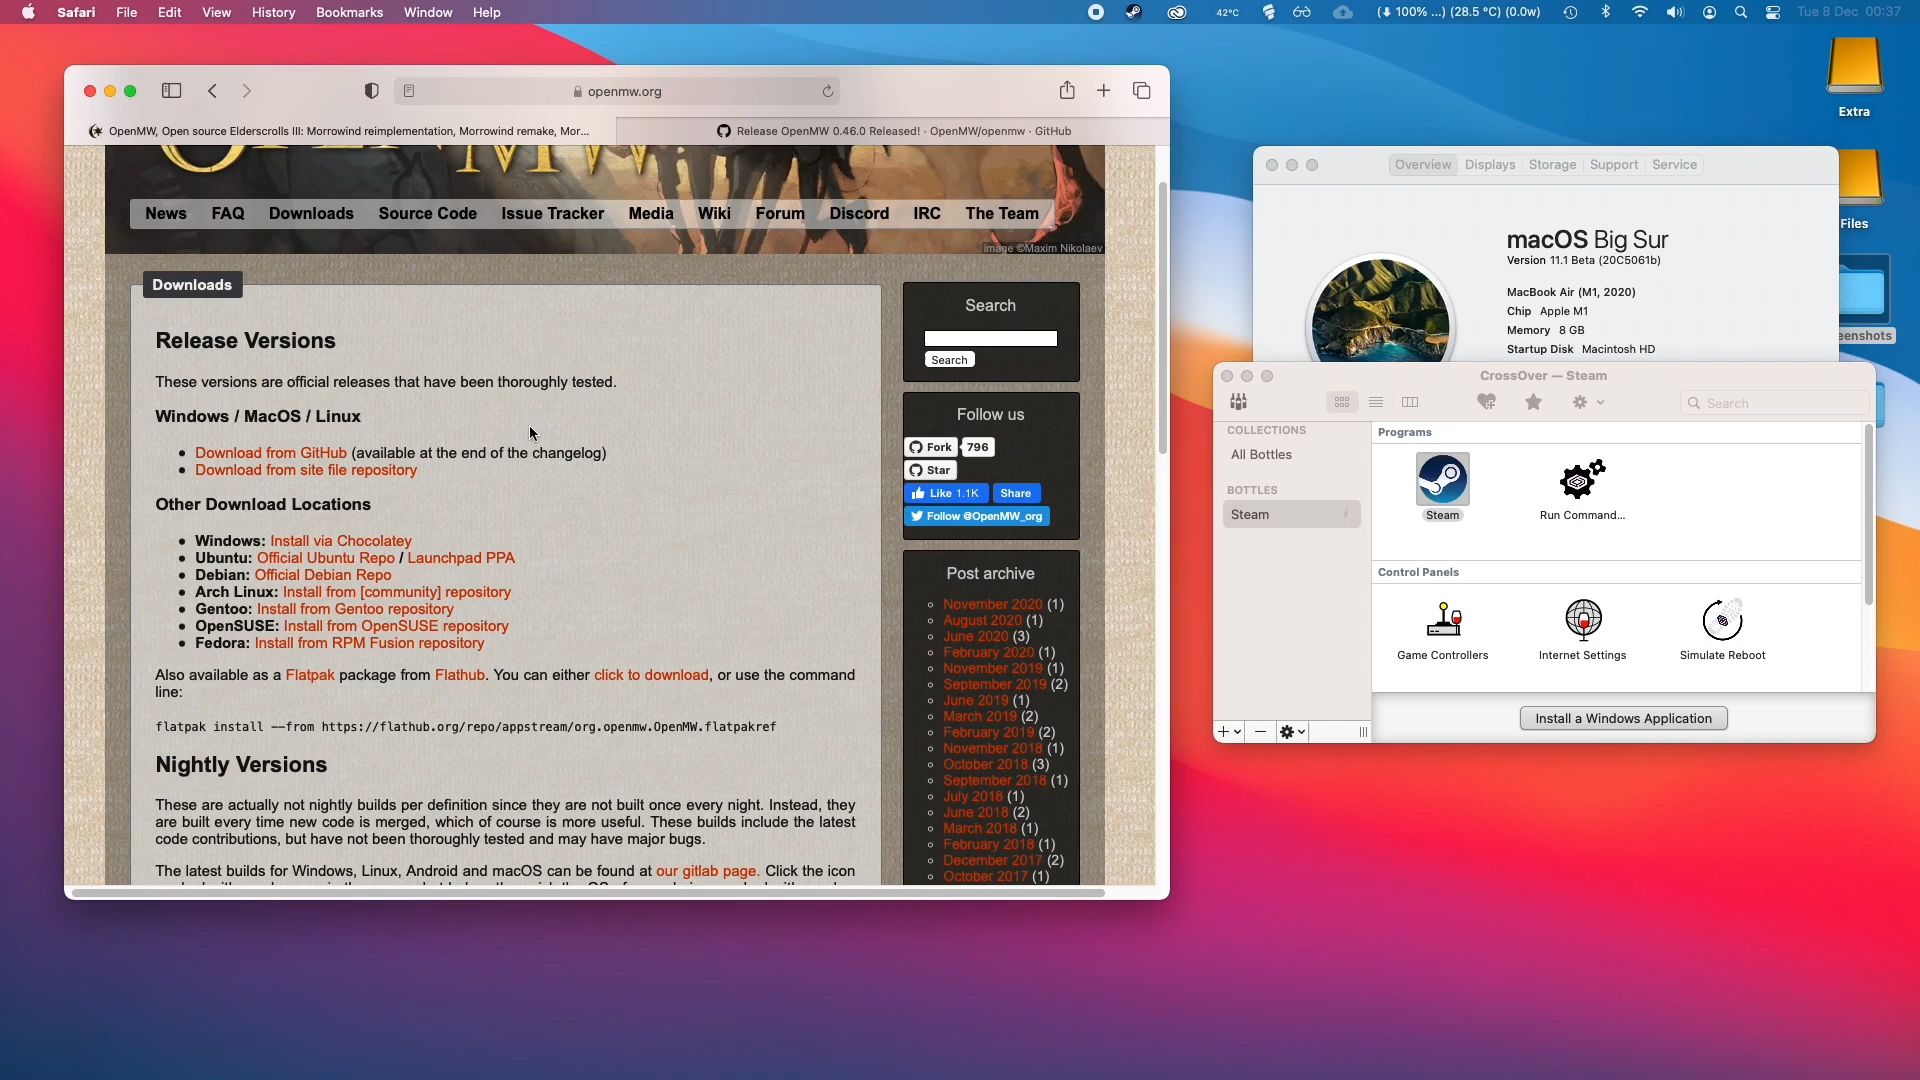 Safari File Edit View History Bookmarks Window Help
42°C
(⬇100% ...) (28.5 °C) (0.0w)
Tue 8 Dec 00:37
openmw.org
OpenMW, Open source Elderscrolls III: Morrowind reimplementation, Morrowind remake, Mor...
Release OpenMW 0.46.0 Released! · OpenMW/openmw · GitHub
OPENMW
News FAQ Downloads Source Code Issue Tracker Media Wiki Forum Discord IRC The Team
image ©Maxim Nikolaev
Downloads
Release Versions
These versions are official releases that have been thoroughly tested.
Windows / MacOS / Linux
• Download from GitHub (available at the end of the changelog)
• Download from site file repository
Other Download Locations
• Windows: Install via Chocolatey
• Ubuntu: Official Ubuntu Repo / Launchpad PPA
• Debian: Official Debian Repo
• Arch Linux: Install from [community] repository
• Gentoo: Install from Gentoo repository
• OpenSUSE: Install from OpenSUSE repository
• Fedora: Install from RPM Fusion repository
Also available as a Flatpak package from Flathub. You can either click to download, or use the command
line:
flatpak install --from https://flathub.org/repo/appstream/org.openmw.OpenMW.flatpakref
Nightly Versions
These are actually not nightly builds per definition since they are not built once every night. Instead, they
are built every time new code is merged, which of course is more useful. These builds include the latest
code contributions, but have not been thoroughly tested and may have major bugs.
The latest builds for Windows, Linux, Android and macOS can be found at our gitlab page. Click the icon
Search
Search
Follow us
Fork 796
Star
Like 1.1K Share
Follow @OpenMW_org
Post archive
November 2020 (1)
August 2020 (1)
June 2020 (3)
February 2020 (1)
November 2019 (1)
September 2019 (2)
June 2019 (1)
March 2019 (2)
February 2019 (2)
November 2018 (1)
October 2018 (3)
September 2018 (1)
July 2018 (1)
June 2018 (2)
March 2018 (1)
February 2018 (1)
December 2017 (2)
October 2017 (1)
Extra
Files
eenshots
Overview Displays Storage Support Service
macOS Big Sur
Version 11.1 Beta (20C5061b)
MacBook Air (M1, 2020)
Chip Apple M1
Memory 8 GB
Startup Disk Macintosh HD
CrossOver — Steam
Search
COLLECTIONS
All Bottles
BOTTLES
Steam
Programs
Steam
Run Command...
Control Panels
Game Controllers
Internet Settings
Simulate Reboot
Install a Windows Application